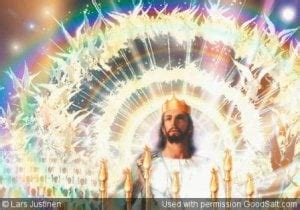 © Lars Justinen
Used with permission GoodSalt.com